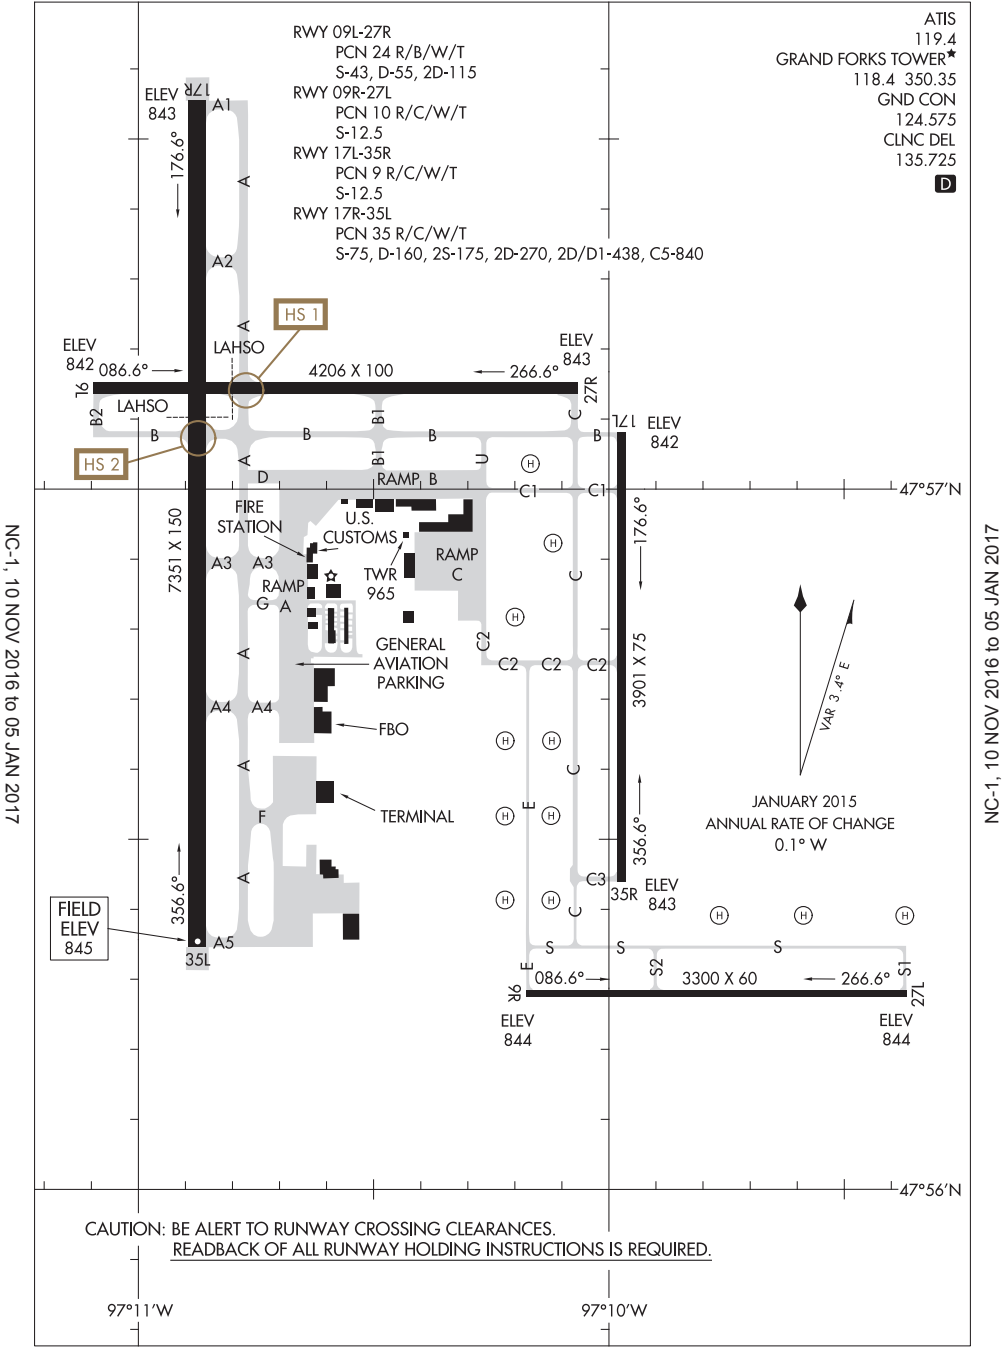 RWY 09L-27R
PCN 24 R/B/W/T
S-43, D-55, 2D-115
RWY 09R-27L
PCN 10 R/C/W/T
S-12.5
RWY 17L-35R
PCN 9 R/C/W/T
S-12.5
RWY 17R-35L
PCN 35 R/C/W/T
S-75, D-160, 2S-175, 2D-270, 2D/D1-438, C5-840
ATIS
119.4
GRAND FORKS TOWER★
118.4 350.35
GND CON
124.575
CLNC DEL
135.725
D
ELEV
843
17R
A1
176.6°
A
A2
A
HS 1
LAHSO
ELEV
842
086.6°
4206 X 100
266.6°
ELEV
843
9L
27R
LAHSO
B2
B
B
B1
B
C
B
17L
ELEV
842
HS 2
A
D
B1
U
H
RAMP B
C1
C1
47°57'N
7351 X 150
FIRE
STATION
U.S.
CUSTOMS
H
176.6°
A3
A3
RAMP
A
G
TWR
965
RAMP
C
C
H
A
GENERAL
AVIATION
PARKING
C2
C2
C2
C2
3901 X 75
VAR 3.4° E
A4
A4
FBO
H
H
A
C
TERMINAL
E
H
H
F
JANUARY 2015
ANNUAL RATE OF CHANGE
0.1° W
356.6°
A
356.6°
C3
35R
ELEV
843
H
H
C
H
H
H
FIELD
ELEV
845
A5
35L
S
S
S
E
S2
S1
086.6°
3300 X 60
266.6°
9R
27L
ELEV
844
ELEV
844
47°56'N
CAUTION: BE ALERT TO RUNWAY CROSSING CLEARANCES.
READBACK OF ALL RUNWAY HOLDING INSTRUCTIONS IS REQUIRED.
97°11'W
97°10'W
NC-1, 10 NOV 2016 to 05 JAN 2017
NC-1, 10 NOV 2016 to 05 JAN 2017